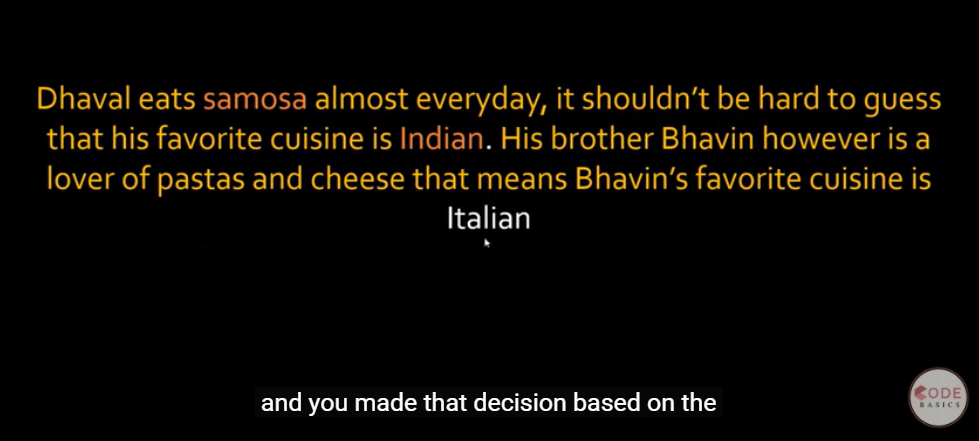 Dhaval eats samosa almost everyday, it shouldn't be hard to guess
that his favorite cuisine is Indian. His brother Bhavin however is a
lover of pastas and cheese that means Bhavin's favorite cuisine is
Italian
and you made that decision based on the
CODE
BASICS